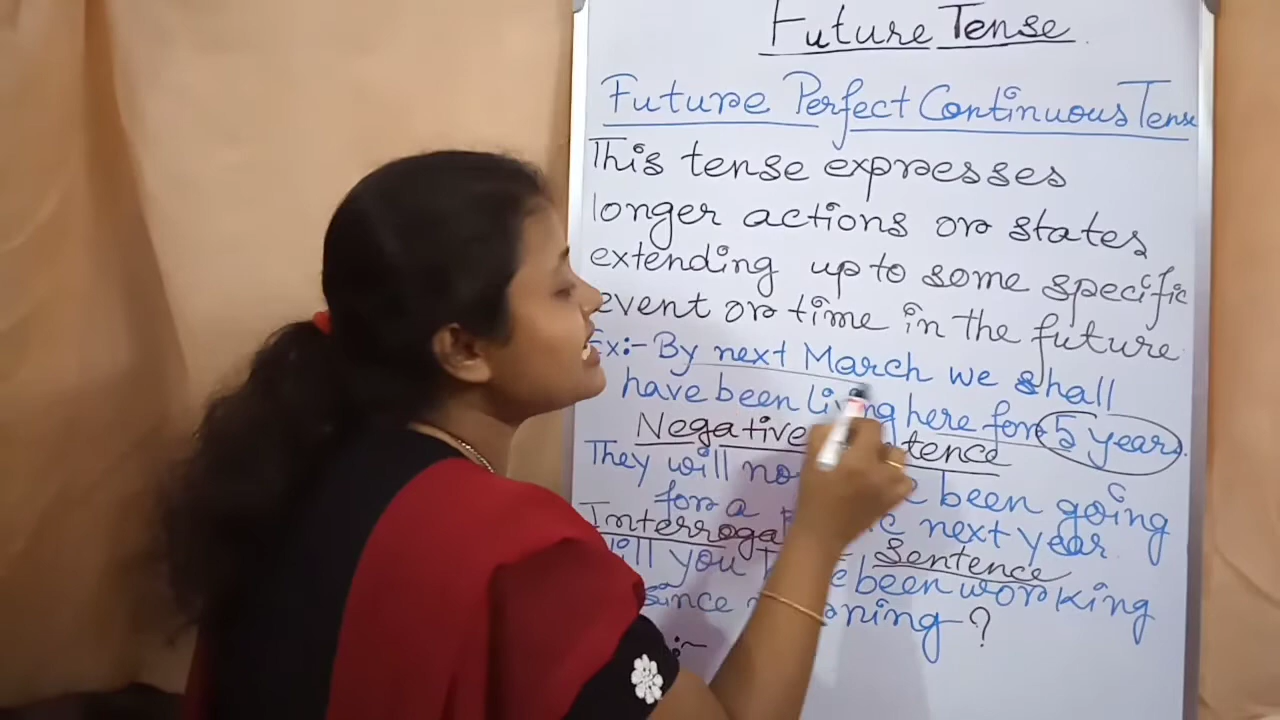 Future Tense
Future Perfect Continuous Tense
This tense expresses
longer actions or states
extending up to some specific
event or time in the future
Ex:- By next March we shall
have been living here for 5 years.
Negative
They will been going
for a next year
Sentence
you been working
since ?